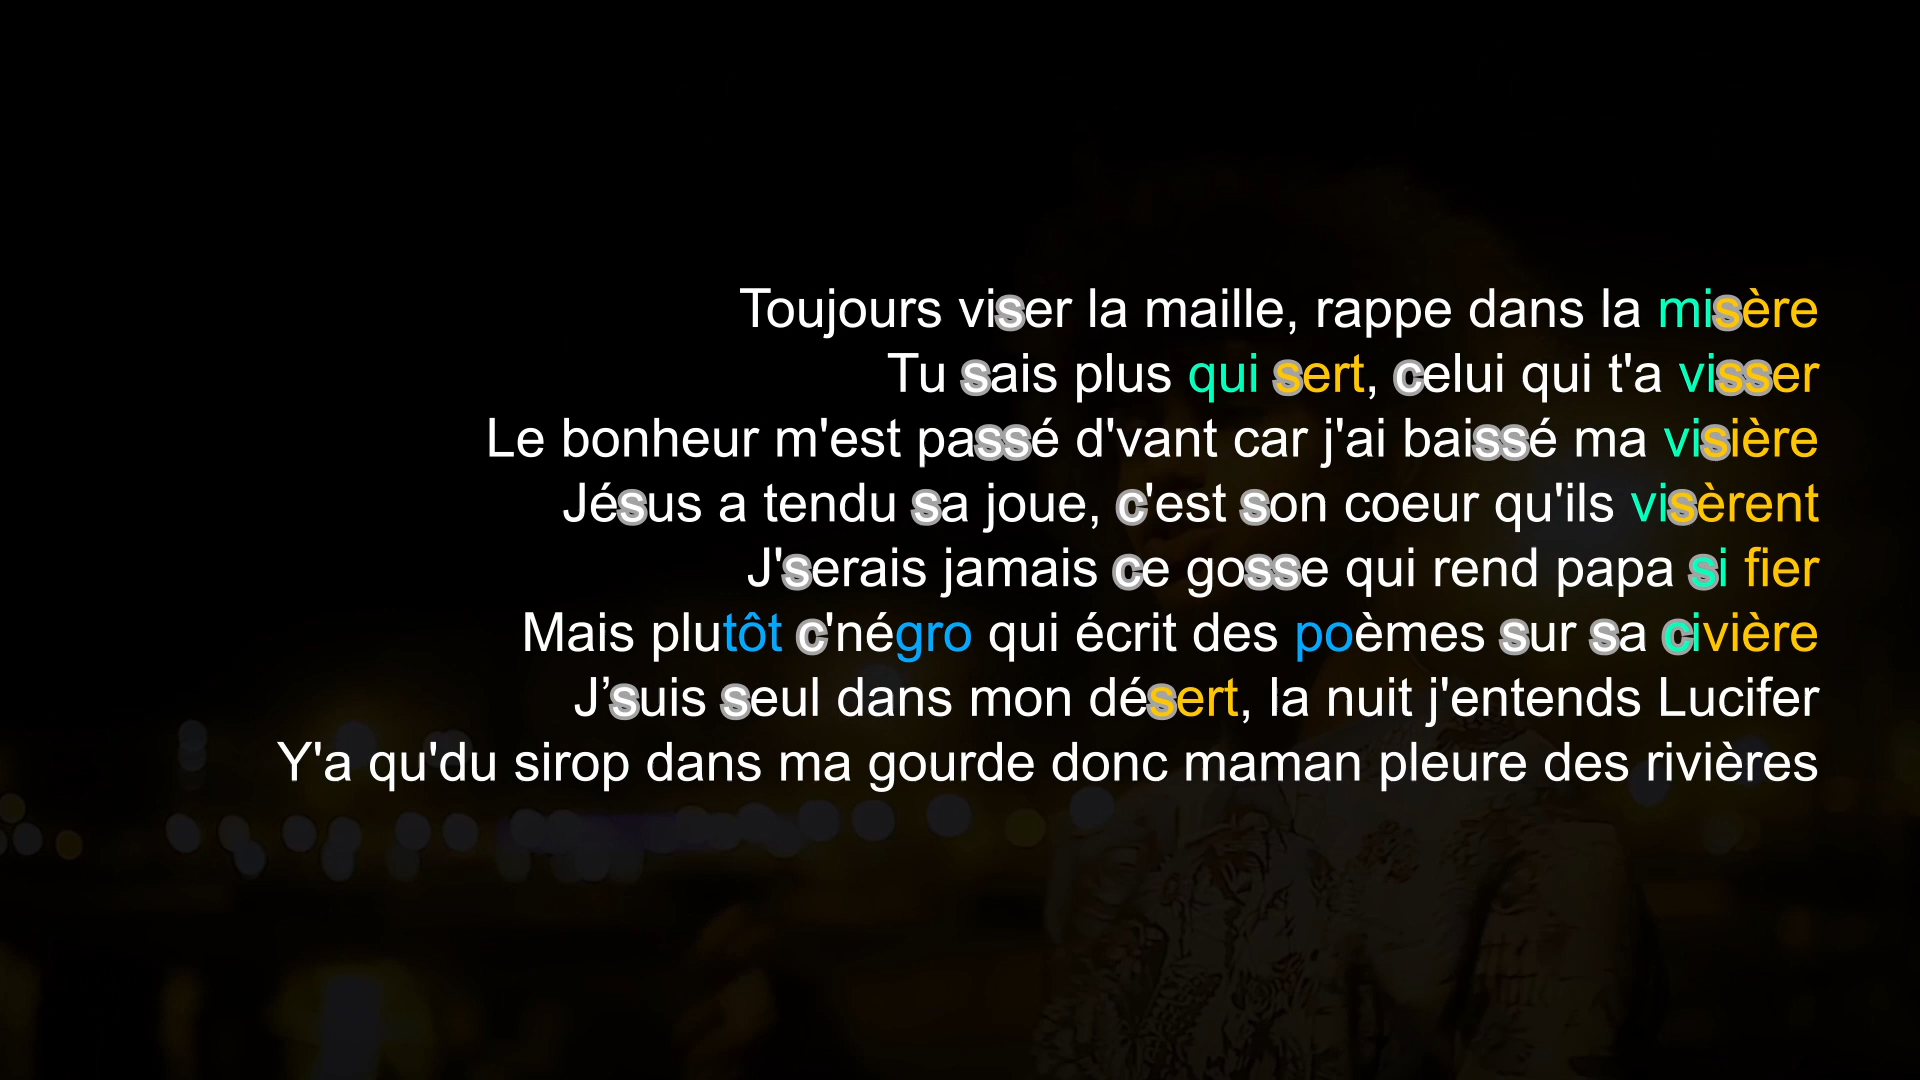 Toujours viser la maille, rappe dans la misère
Tu sais plus qui sert, celui qui t'a visser
Le bonheur m'est passé d'vant car j'ai baissé ma visière
Jésus a tendu sa joue, c'est son coeur qu'ils visèrent
J'serais jamais ce gosse qui rend papa si fier
Mais plutôt c'négro qui écrit des poèmes sur sa civière
J’suis seul dans mon désert, la nuit j'entends Lucifer
Y'a qu'du sirop dans ma gourde donc maman pleure des rivières